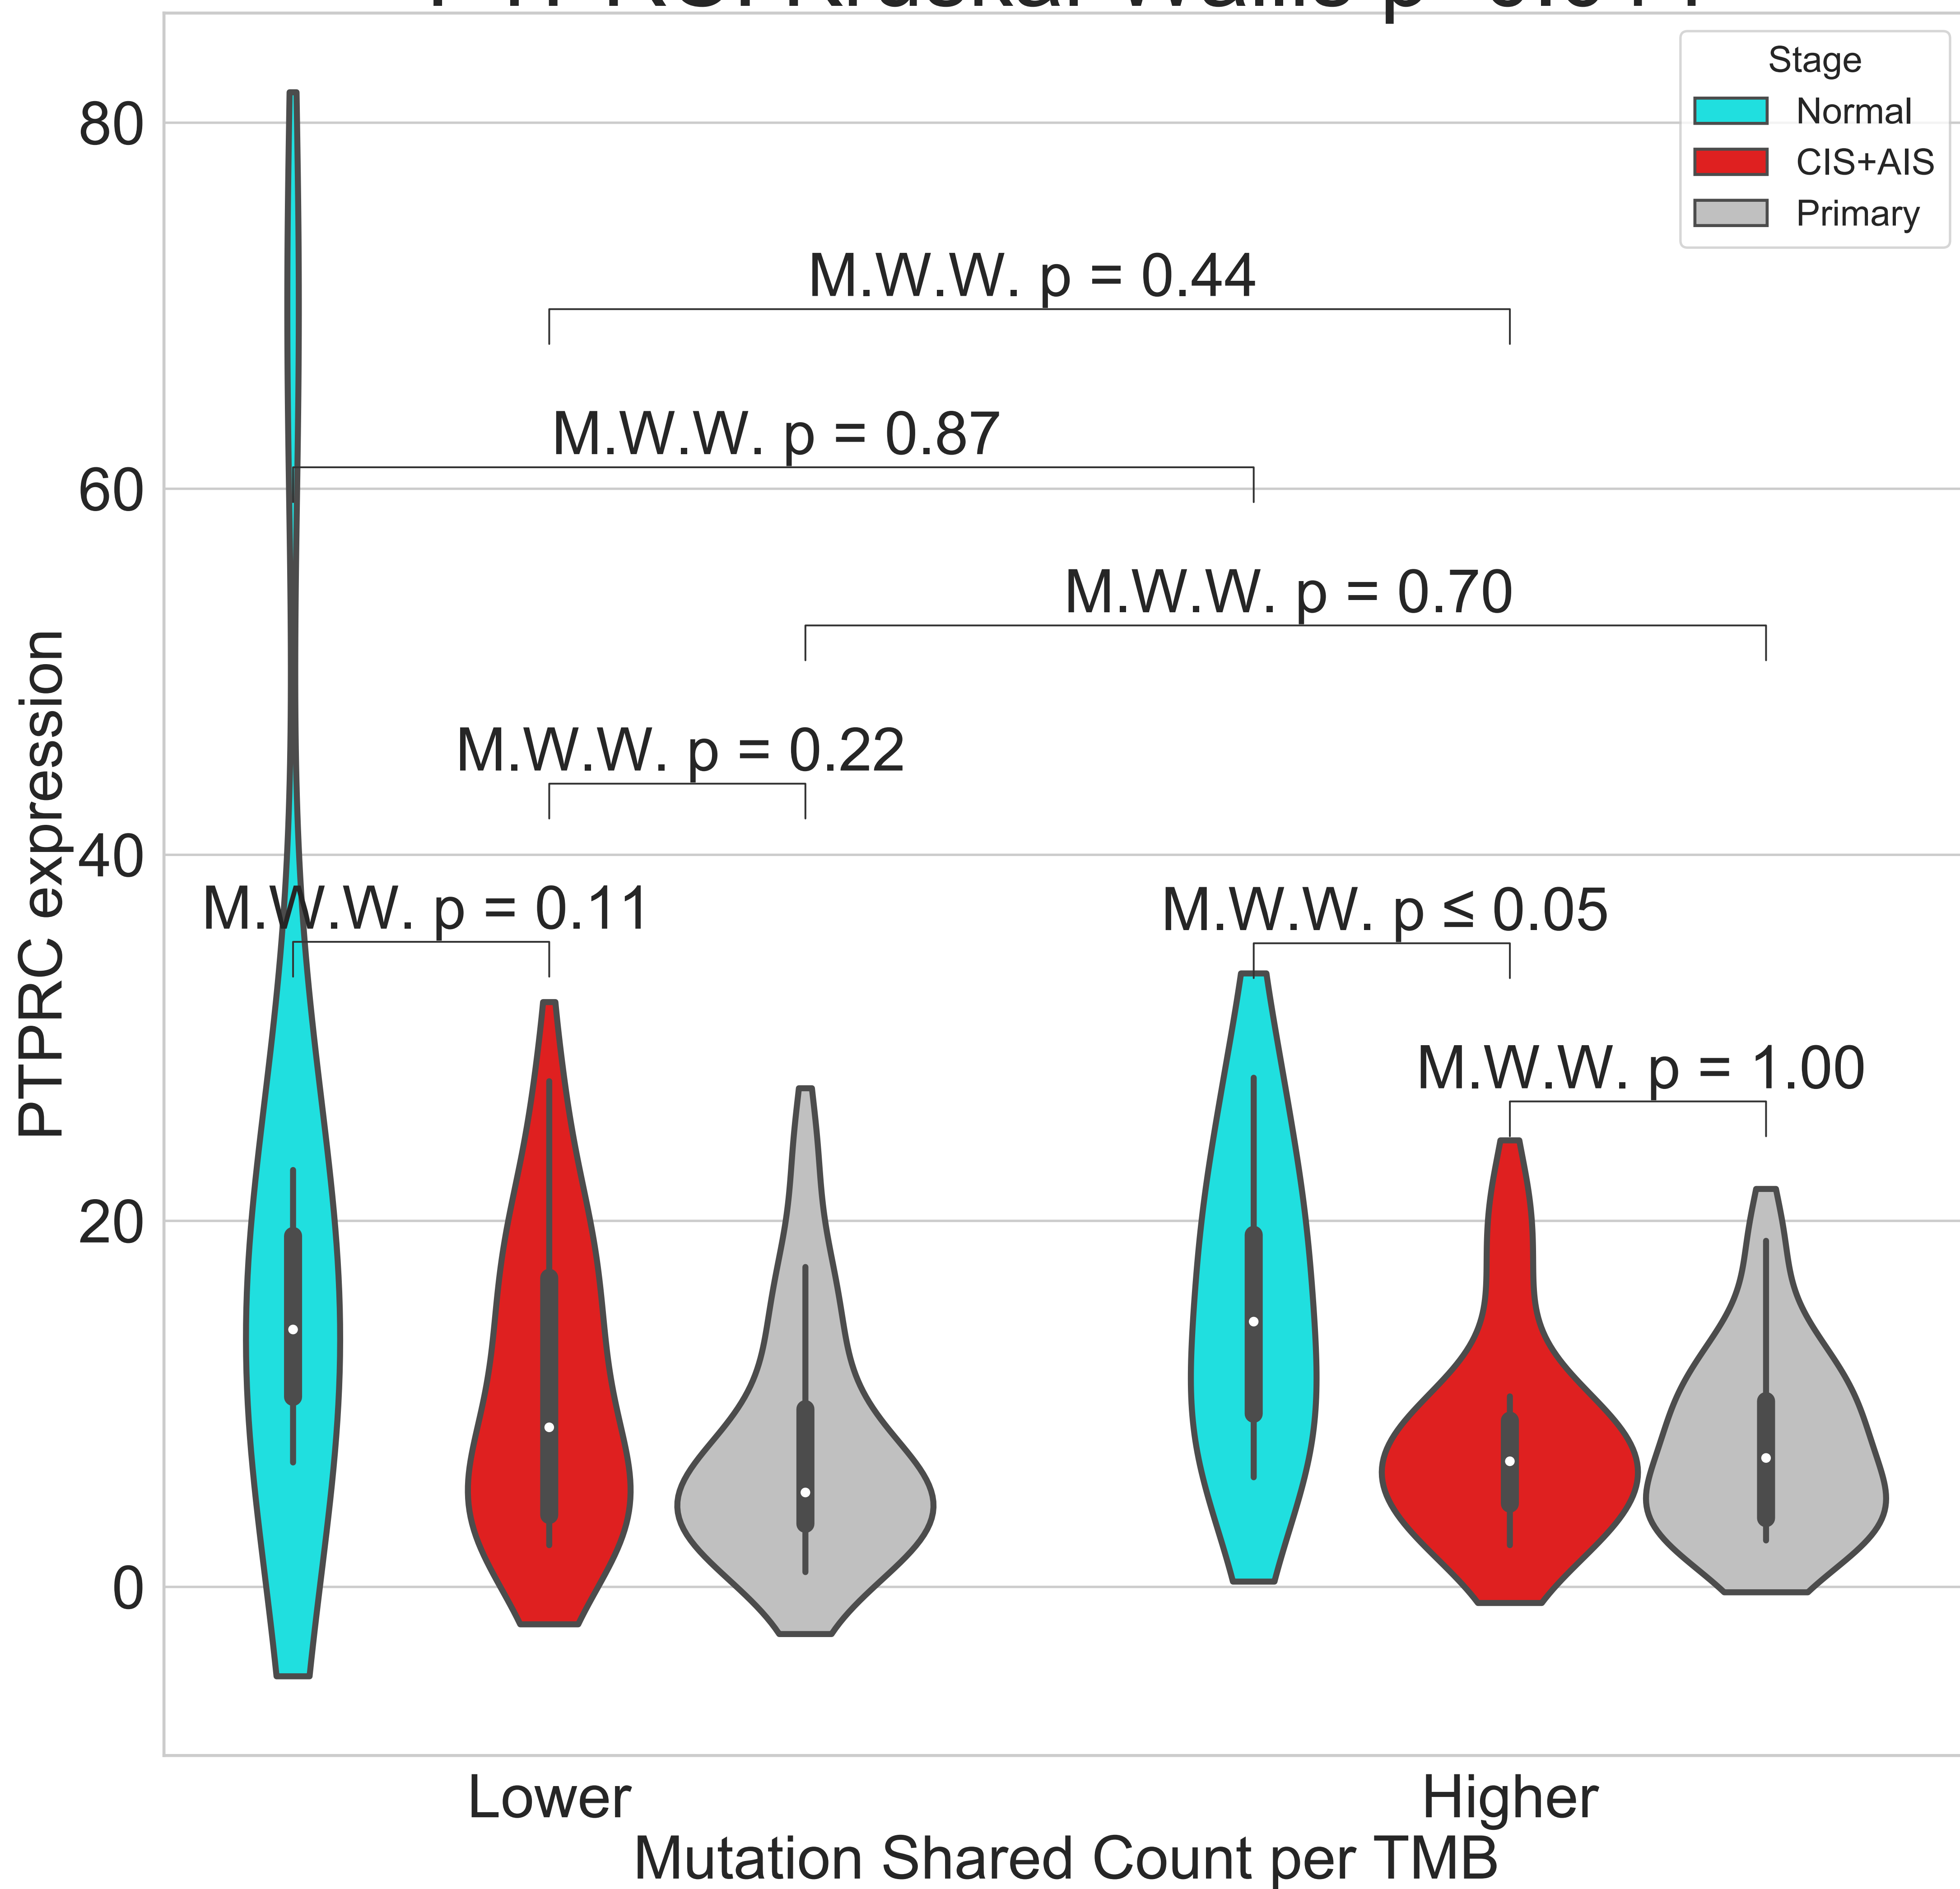 Stage
Normal
CIS+AIS
Primary
80
60
40
20
0
PTPRC expression
M.W.W. p = 0.44
M.W.W. p = 0.87
M.W.W. p = 0.70
M.W.W. p = 0.22
M.W.W. p = 0.11
M.W.W. p ≤ 0.05
M.W.W. p = 1.00
Lower
Higher
Mutation Shared Count per TMB